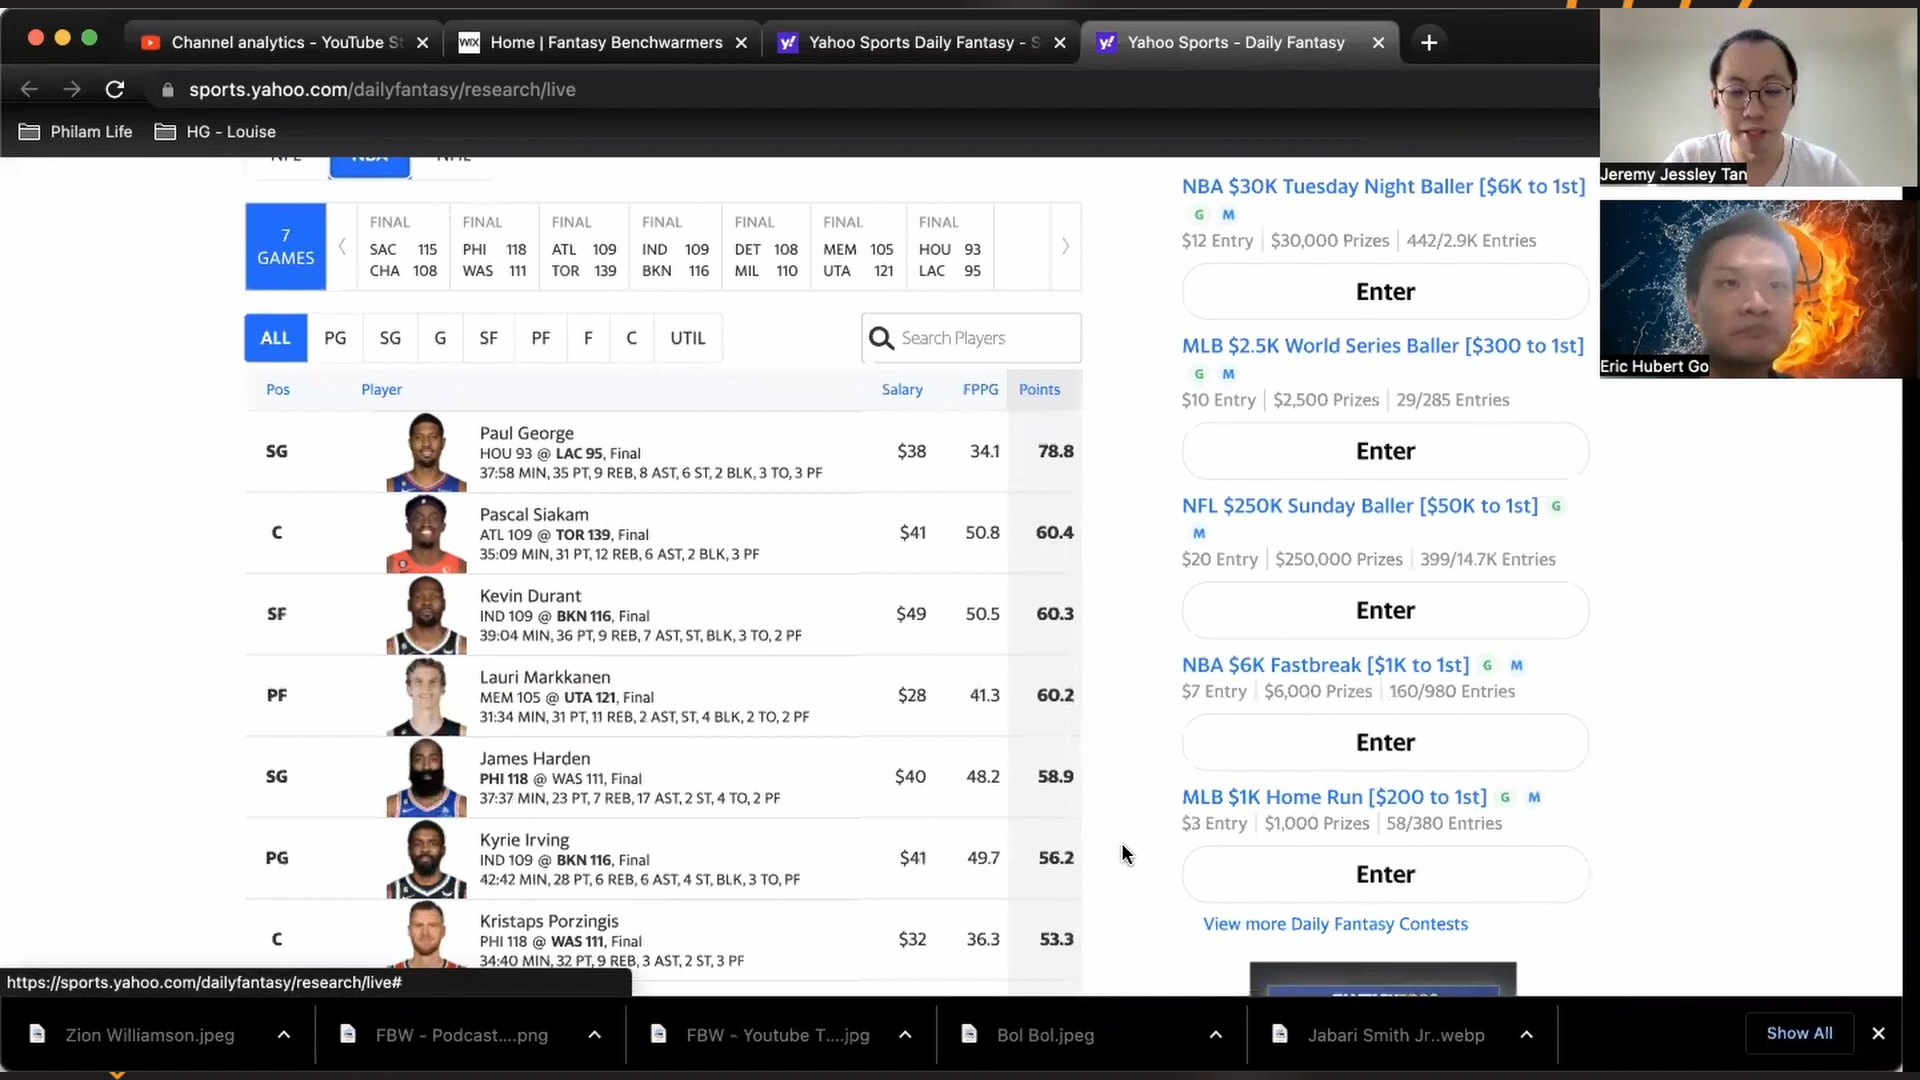 Channel analytics - YouTube St
Home | Fantasy Benchwarmers
Yahoo Sports Daily Fantasy - S
Yahoo Sports - Daily Fantasy
sports.yahoo.com/dailyfantasy/research/live
Philam Life
HG - Louise
Jeremy Jessley Tan
Eric Hubert Go
NFL
NBA
NHL
7 GAMES
FINAL
SAC 115
CHA 108
FINAL
PHI 118
WAS 111
FINAL
ATL 109
TOR 139
FINAL
IND 109
BKN 116
FINAL
DET 108
MIL 110
FINAL
MEM 105
UTA 121
FINAL
HOU 93
LAC 95
ALL PG SG G SF PF F C UTIL
Search Players
Pos Player Salary FPPG Points
SG
Paul George
HOU 93 @ LAC 95, Final
37:58 MIN, 35 PT, 9 REB, 8 AST, 6 ST, 2 BLK, 3 TO, 3 PF
$38 34.1 78.8
C
Pascal Siakam
ATL 109 @ TOR 139, Final
35:09 MIN, 31 PT, 12 REB, 6 AST, 2 BLK, 3 PF
$41 50.8 60.4
SF
Kevin Durant
IND 109 @ BKN 116, Final
39:04 MIN, 36 PT, 9 REB, 7 AST, ST, BLK, 3 TO, 2 PF
$49 50.5 60.3
PF
Lauri Markkanen
MEM 105 @ UTA 121, Final
31:34 MIN, 31 PT, 11 REB, 2 AST, ST, 4 BLK, 2 TO, 2 PF
$28 41.3 60.2
SG
James Harden
PHI 118 @ WAS 111, Final
37:37 MIN, 23 PT, 7 REB, 17 AST, 2 ST, 4 TO, 2 PF
$40 48.2 58.9
PG
Kyrie Irving
IND 109 @ BKN 116, Final
42:42 MIN, 28 PT, 6 REB, 6 AST, 4 ST, BLK, 3 TO, PF
$41 49.7 56.2
C
Kristaps Porzingis
PHI 118 @ WAS 111, Final
34:40 MIN, 32 PT, 9 REB, 3 AST, 2 ST, 3 PF
$32 36.3 53.3
NBA $30K Tuesday Night Baller [$6K to 1st]
G M
$12 Entry | $30,000 Prizes | 442/2.9K Entries
Enter
MLB $2.5K World Series Baller [$300 to 1st]
G M
$10 Entry | $2,500 Prizes | 29/285 Entries
Enter
NFL $250K Sunday Baller [$50K to 1st] G
M
$20 Entry | $250,000 Prizes | 399/14.7K Entries
Enter
NBA $6K Fastbreak [$1K to 1st] G M
$7 Entry | $6,000 Prizes | 160/980 Entries
Enter
MLB $1K Home Run [$200 to 1st] G M
$3 Entry | $1,000 Prizes | 58/380 Entries
Enter
View more Daily Fantasy Contests
https://sports.yahoo.com/dailyfantasy/research/live#
Zion Williamson.jpeg
FBW - Podcast....png
FBW - Youtube T....jpg
Bol Bol.jpeg
Jabari Smith Jr..webp
Show All